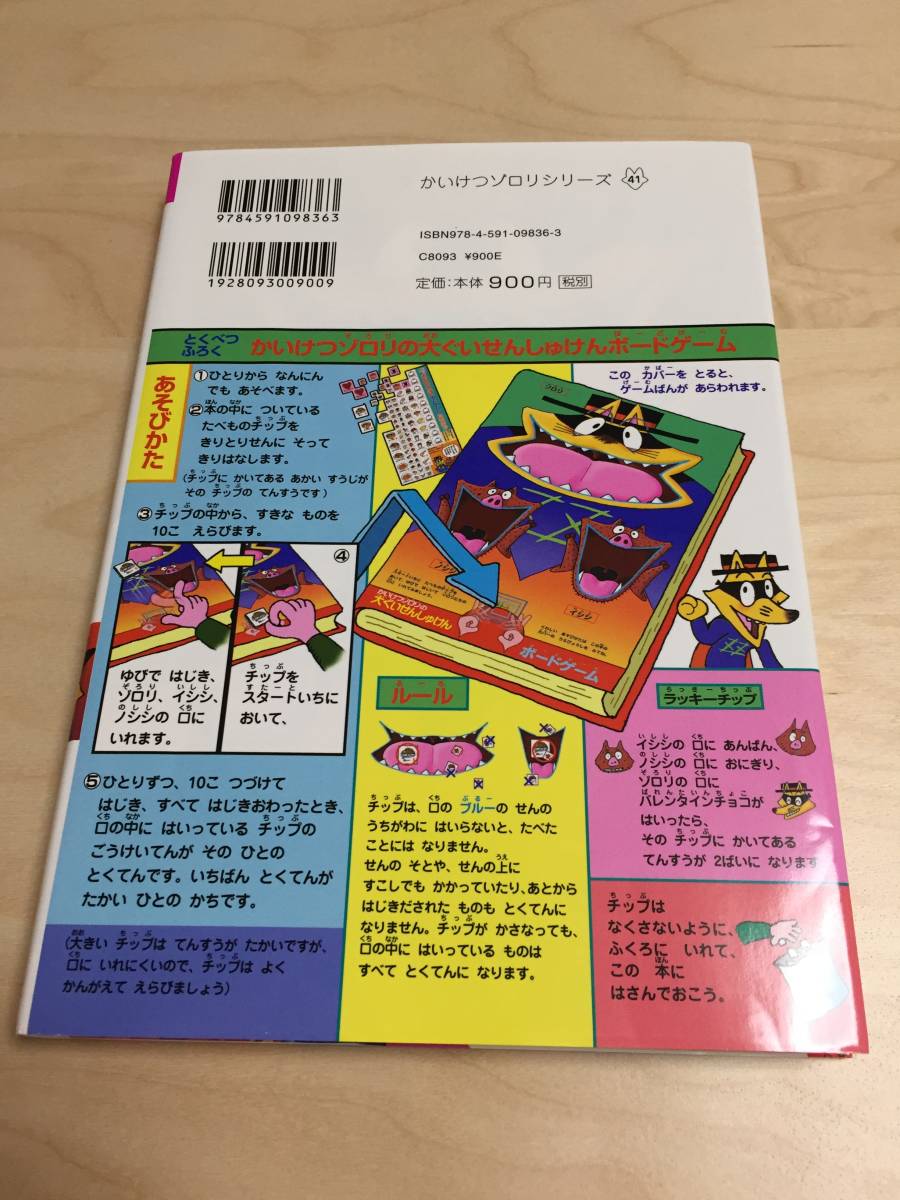 かいけつゾロリシリーズ 41
9784591098363
ISBN978-4-591-09836-3
C8093 ¥900E
1928093009009
定価:本体900円 税別
とくべつ
ふろく
かいけつゾロリの大ぐいせんしゅけんボードゲーム
あそびかた
①ひとりから なんにん
でも あそべます。
②本の中に ついている
たべものチップを
きりとりせんに そって
きりはなします。
(チップに かいてある あかい すうじが
その チップの てんすうです)
③チップの中から、すきな ものを
10こ えらびます。
④
チップを
スタートいちに
おいて、
ゆびで はじき、
ゾロリ、イシシ、
ノシシの 口に
いれます。
⑤ひとりずつ、10こ つづけて
はじき、すべて はじきおわったとき、
口の中に はいっている チップの
ごうけいてんが その ひとの
とくてんです。いちばん とくてんが
たかい ひとの かちです。
(大きい チップは てんすうが たかいですが、
口に いれにくいので、チップは よく
かんがえて えらびましょう)
この カバーを とると、
ゲームばんが あらわれます。
かいけつゾロリの
大ぐいせんしゅけん
ボードゲーム
ルール
チップは、口の ブルーの せんの
うちがわに はいらないと、たべた
ことには なりません。
せんの そとや、せんの上に
すこしでも かかっていたり、あとから
はじきだされた ものも とくてんに
なりません。チップが かさなっても、
口の中に はいっている ものは
すべて とくてんに なります。
ラッキーチップ
イシシの 口に あんぱん、
ノシシの 口に おにぎり、
ゾロリの 口に
バレンタインチョコが
はいったら、
その チップに かいてある
てんすうが 2ばいに なります
チップは
なくさないように、
ふくろに いれて、
この 本に
はさんでおこう。